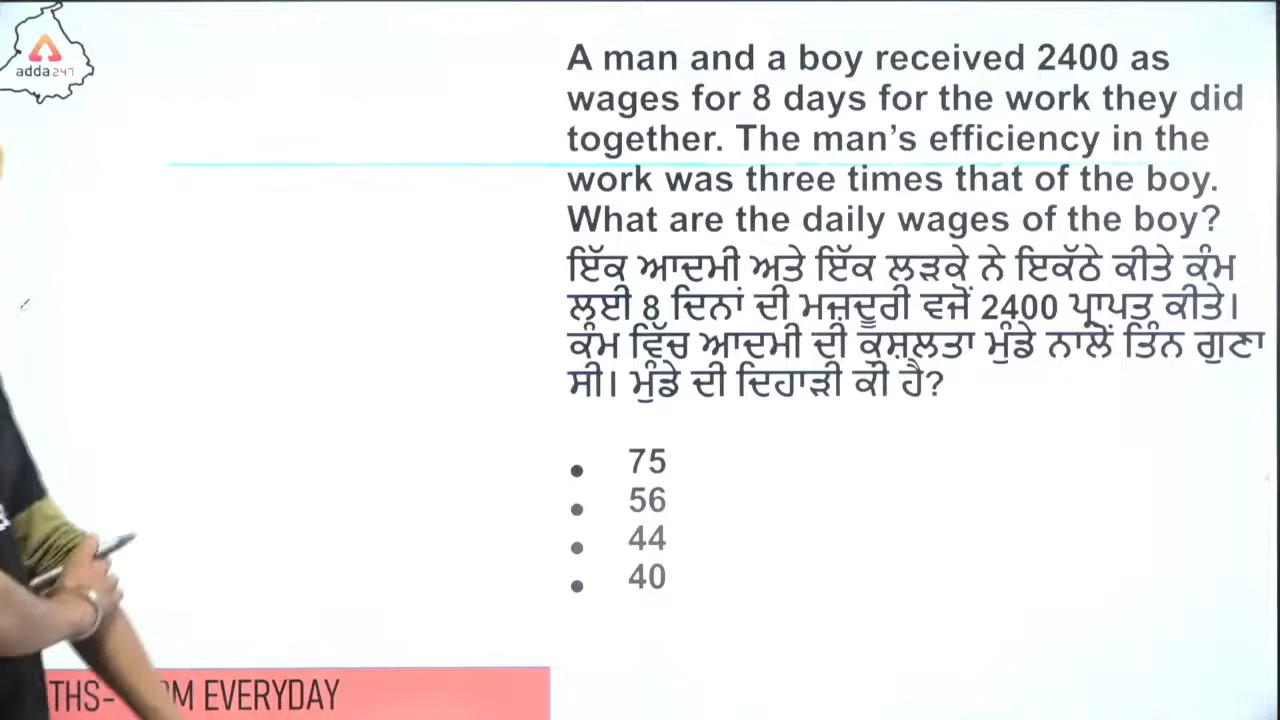 adda247
A man and a boy received 2400 as
wages for 8 days for the work they did
together. The man’s efficiency in the
work was three times that of the boy.
What are the daily wages of the boy?
ਇੱਕ ਆਦਮੀ ਅਤੇ ਇੱਕ ਲੜਕੇ ਨੇ ਇਕੱਠੇ ਕੀਤੇ ਕੰਮ
ਲਈ 8 ਦਿਨਾਂ ਦੀ ਮਜ਼ਦੂਰੀ ਵਜੋਂ 2400 ਪ੍ਰਾਪਤ ਕੀਤੇ।
ਕੰਮ ਵਿੱਚ ਆਦਮੀ ਦੀ ਕੁਸ਼ਲਤਾ ਮੁੰਡੇ ਨਾਲੋਂ ਤਿੰਨ ਗੁਣਾ
ਸੀ। ਮੁੰਡੇ ਦੀ ਦਿਹਾੜੀ ਕੀ ਹੈ?
• 75
• 56
• 44
• 40
EVERYDAY